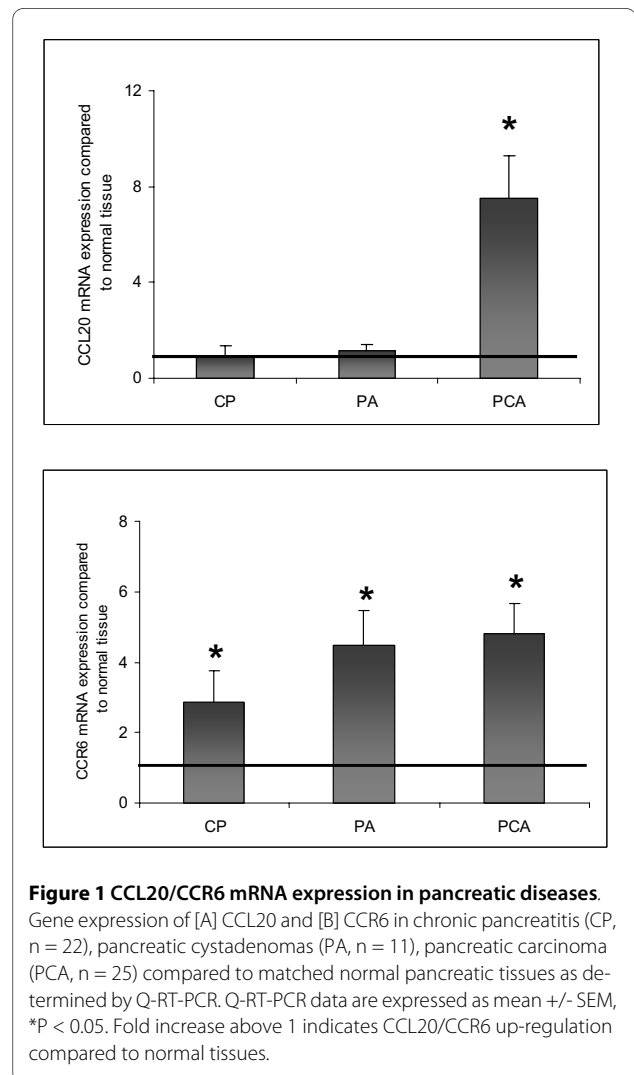 CCL20 mRNA expression compared
to normal tissue
12
8
4
0
*
CP PA PCA
CCR6 mRNA expression compared
to normal tissue
8
6
4
2
0
* * *
CP PA PCA
Figure 1 CCL20/CCR6 mRNA expression in pancreatic diseases.
Gene expression of [A] CCL20 and [B] CCR6 in chronic pancreatitis (CP,
n = 22), pancreatic cystadenomas (PA, n = 11), pancreatic carcinoma
(PCA, n = 25) compared to matched normal pancreatic tissues as de-
termined by Q-RT-PCR. Q-RT-PCR data are expressed as mean +/- SEM,
*P < 0.05. Fold increase above 1 indicates CCL20/CCR6 up-regulation
compared to normal tissues.